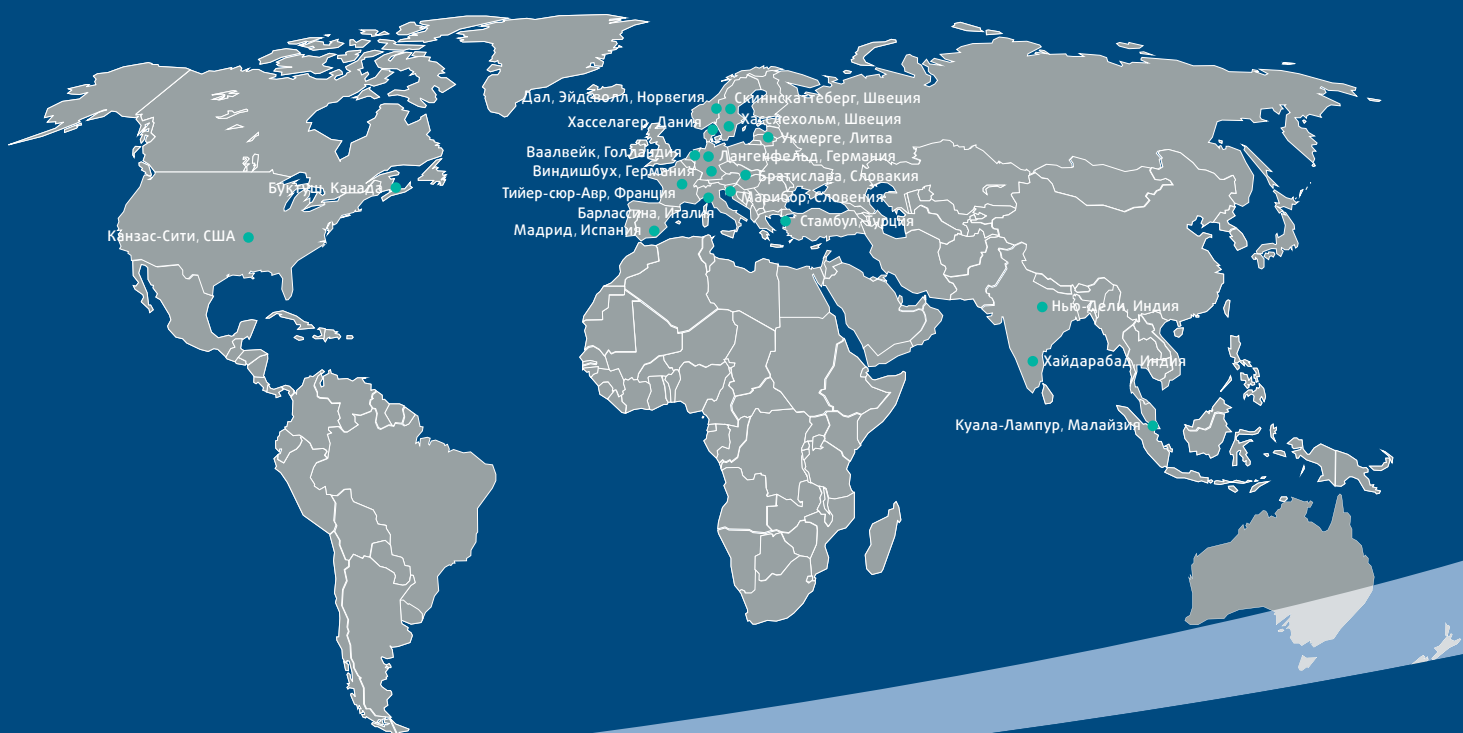 Дал, Эйдсволл, Норвегия
Скиннскаттеберг, Швеция
Хасселагер, Дания
Хасслехольм, Швеция
Укмерге, Литва
Ваалвейк, Голландия
Лангенфельд, Германия
Виндишбух, Германия
Братислава, Словакия
Буктуш, Канада
Тийер-сюр-Авр, Франция
Марибор, Словения
Барлассина, Италия
Стамбул, Турция
Мадрид, Испания
Канзас-Сити, США
Нью-Дели, Индия
Хайдарабад, Индия
Куала-Лампур, Малайзия